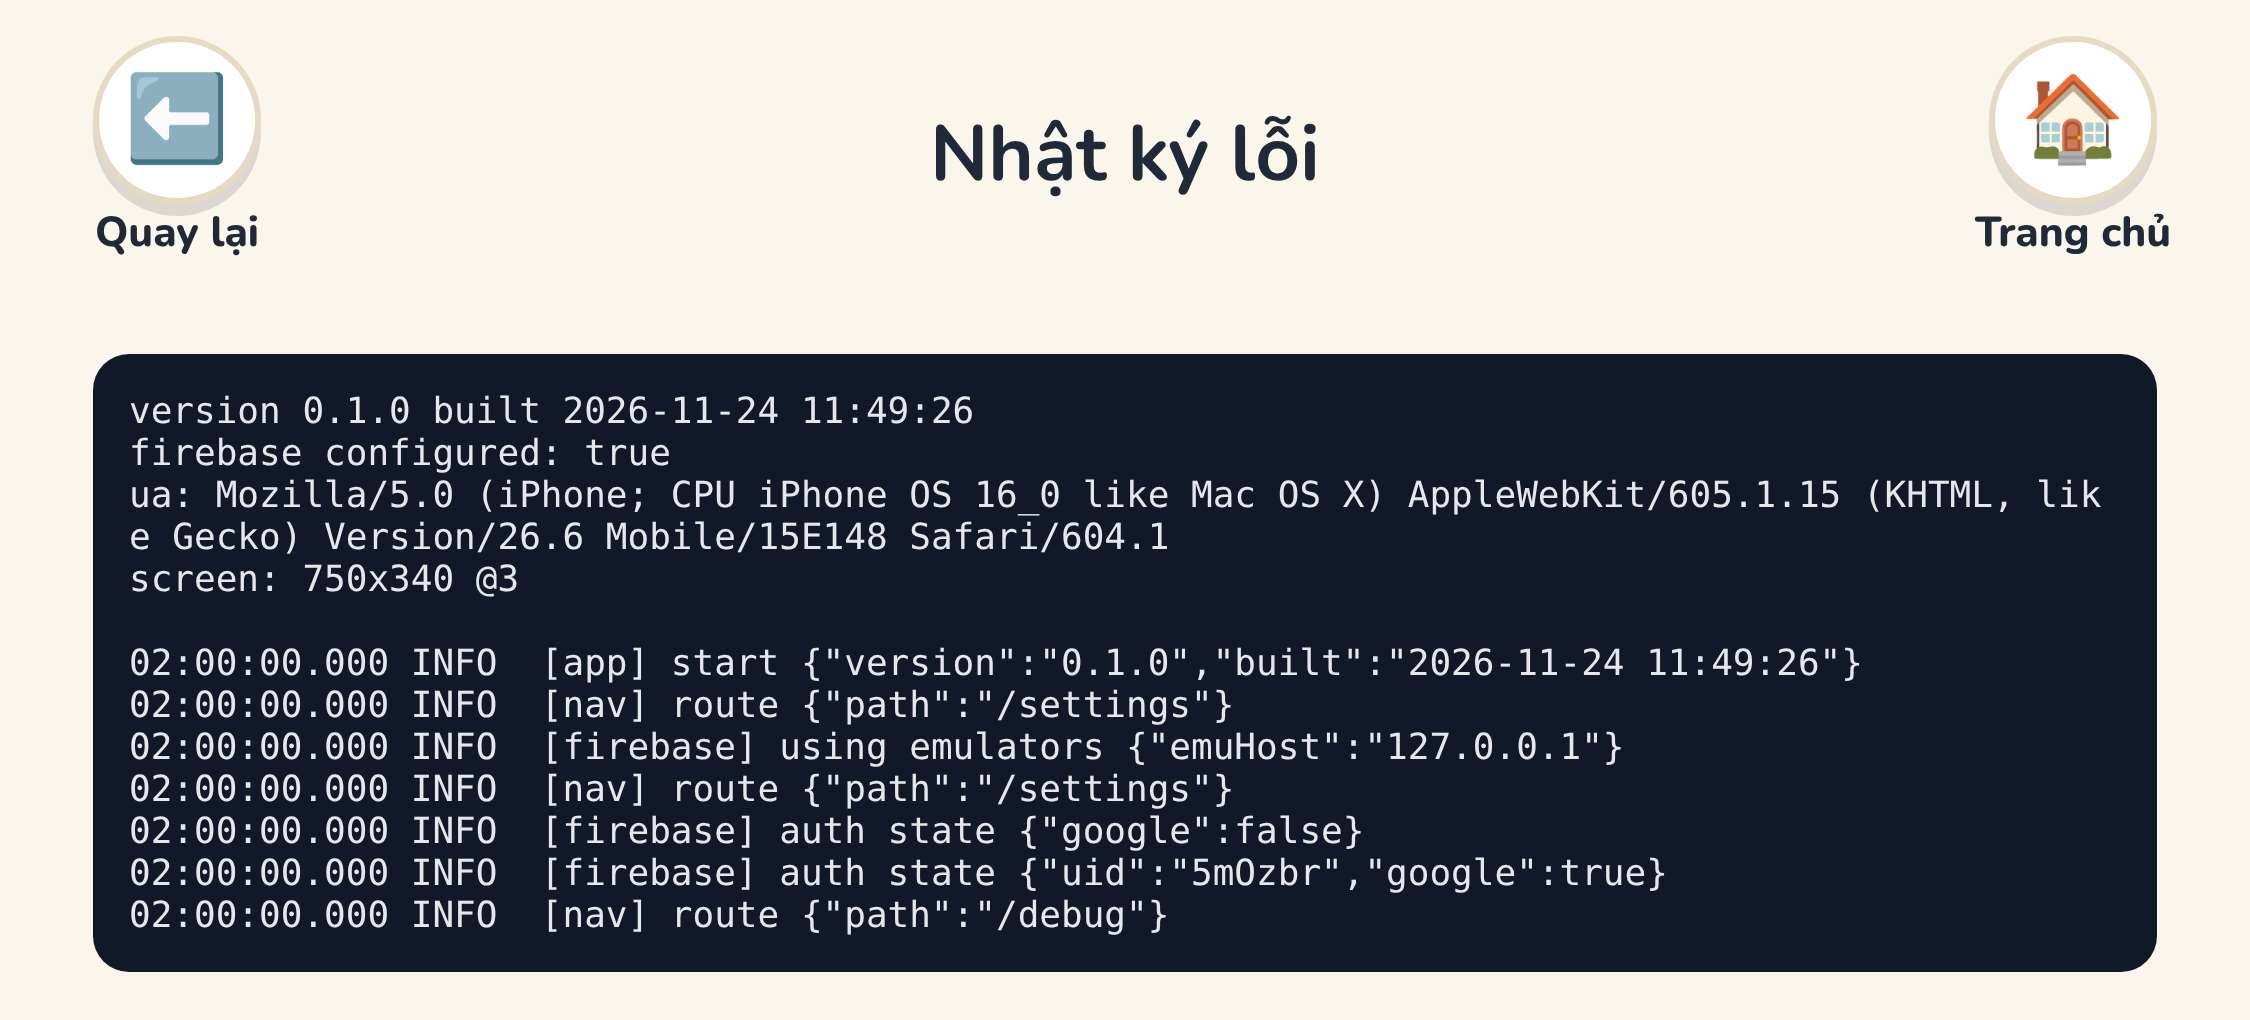 Nhật ký lỗi
Quay lại
Trang chủ
version 0.1.0 built 2026-11-24 11:49:26
firebase configured: true
ua: Mozilla/5.0 (iPhone; CPU iPhone OS 16_0 like Mac OS X) AppleWebKit/605.1.15 (KHTML, lik
e Gecko) Version/26.6 Mobile/15E148 Safari/604.1
screen: 750x340 @3
02:00:00.000 INFO  [app] start {"version":"0.1.0","built":"2026-11-24 11:49:26"}
02:00:00.000 INFO  [nav] route {"path":"/settings"}
02:00:00.000 INFO  [firebase] using emulators {"emuHost":"127.0.0.1"}
02:00:00.000 INFO  [nav] route {"path":"/settings"}
02:00:00.000 INFO  [firebase] auth state {"google":false}
02:00:00.000 INFO  [firebase] auth state {"uid":"5mOzbr","google":true}
02:00:00.000 INFO  [nav] route {"path":"/debug"}